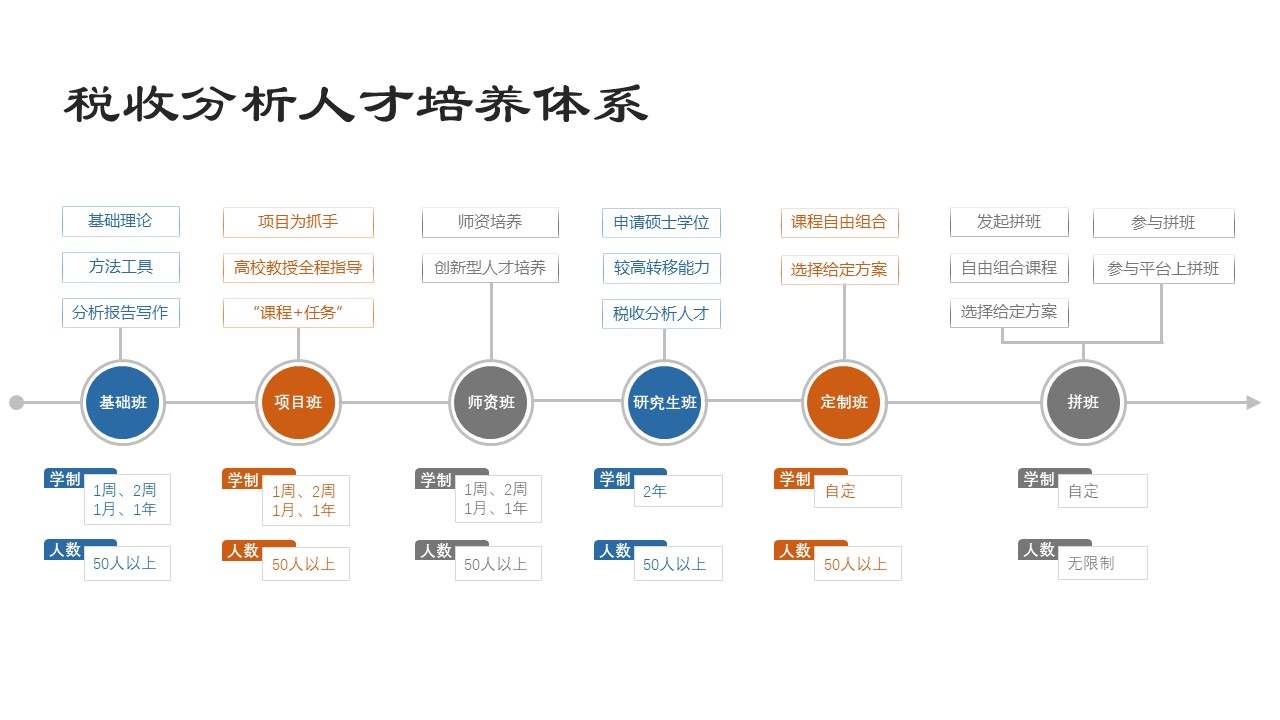 税收分析人才培养体系
基础理论
方法工具
分析报告写作
基础班
学制
1周、2周
1月、1年
人数
50人以上
项目为抓手
高校教授全程指导
“课程+任务”
项目班
学制
1周、2周
1月、1年
人数
50人以上
师资培养
创新型人才培养
师资班
学制
1周、2周
1月、1年
人数
50人以上
申请硕士学位
较高转移能力
税收分析人才
研究生班
学制
2年
人数
50人以上
课程自由组合
选择给定方案
定制班
学制
自定
人数
50人以上
发起拼班
自由组合课程
选择给定方案
参与拼班
参与平台上拼班
拼班
学制
自定
人数
无限制